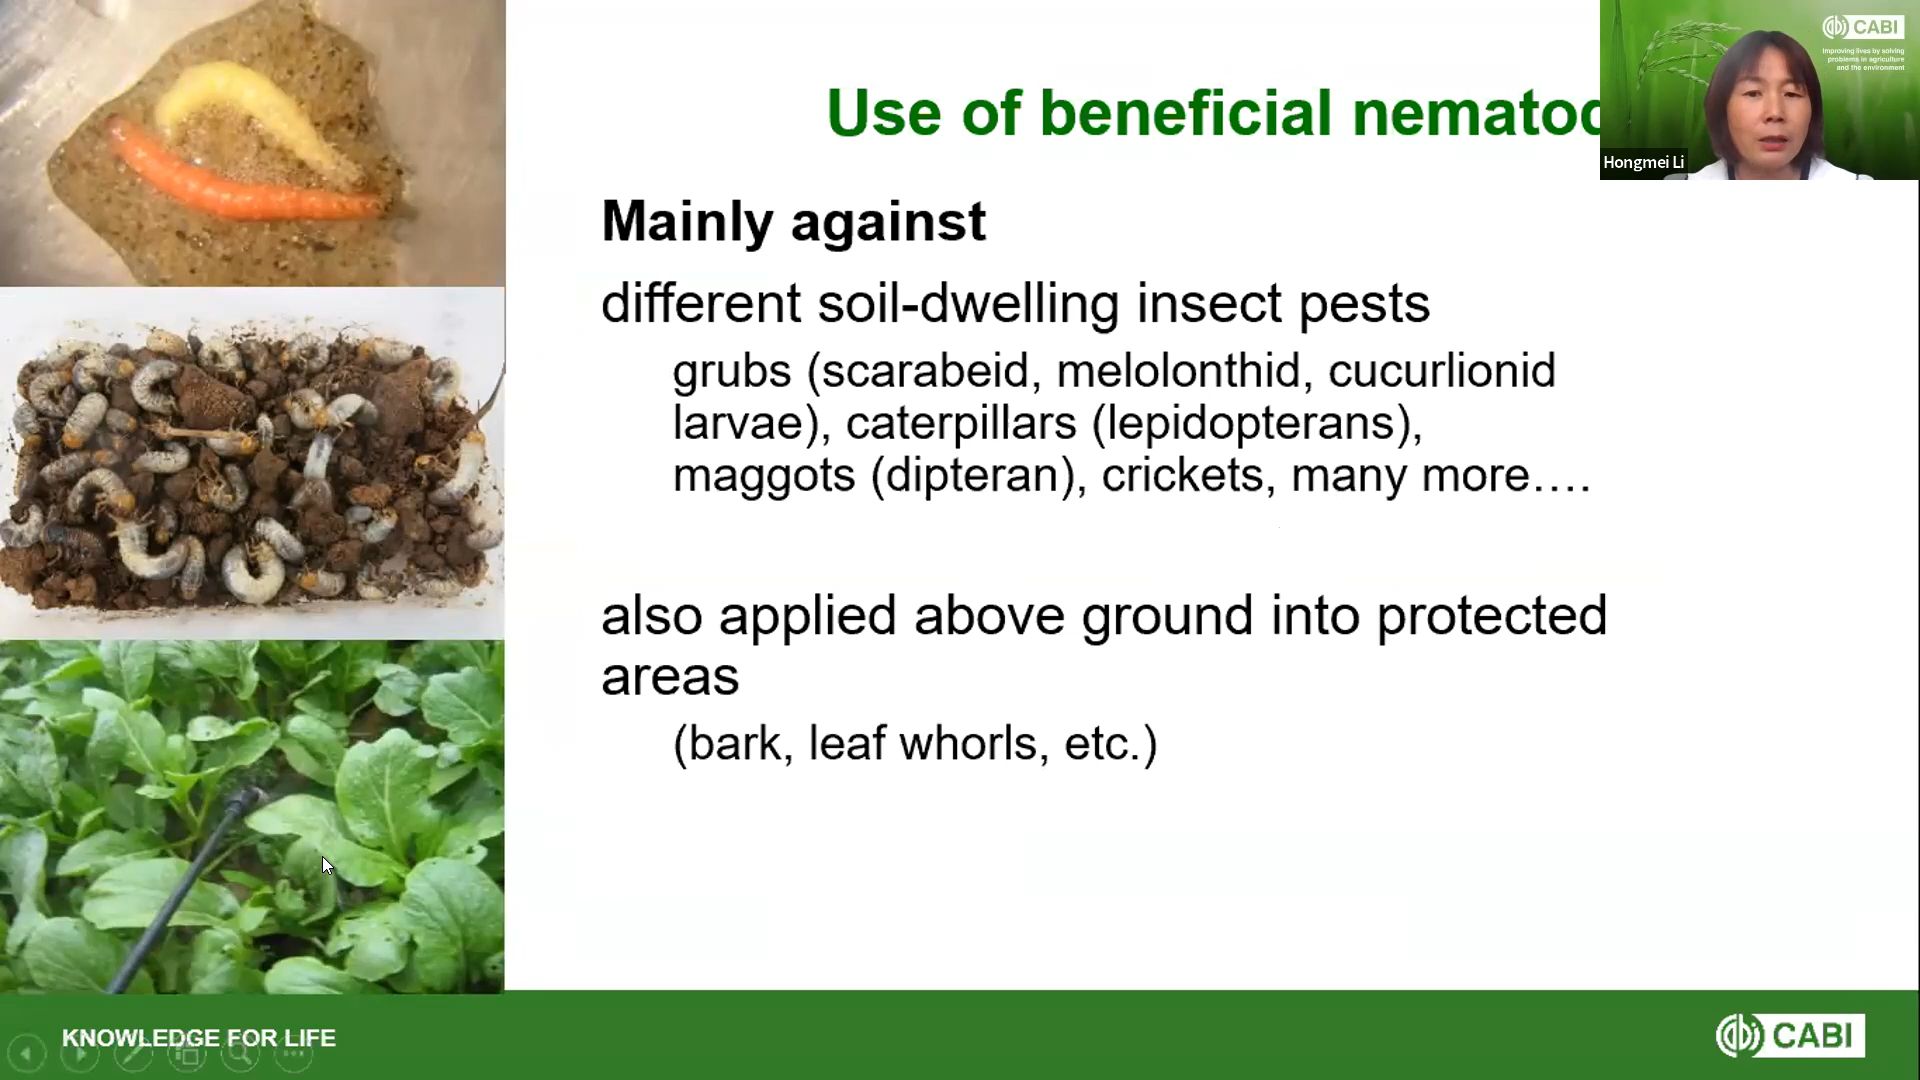 Use of beneficial nematod
CABI
Improving lives by solving
problems in agriculture
and the environment
Hongmei Li
Mainly against
different soil-dwelling insect pests
grubs (scarabeid, melolonthid, cucurlionid
larvae), caterpillars (lepidopterans),
maggots (dipteran), crickets, many more....
also applied above ground into protected
areas
(bark, leaf whorls, etc.)
KNOWLEDGE FOR LIFE
CABI